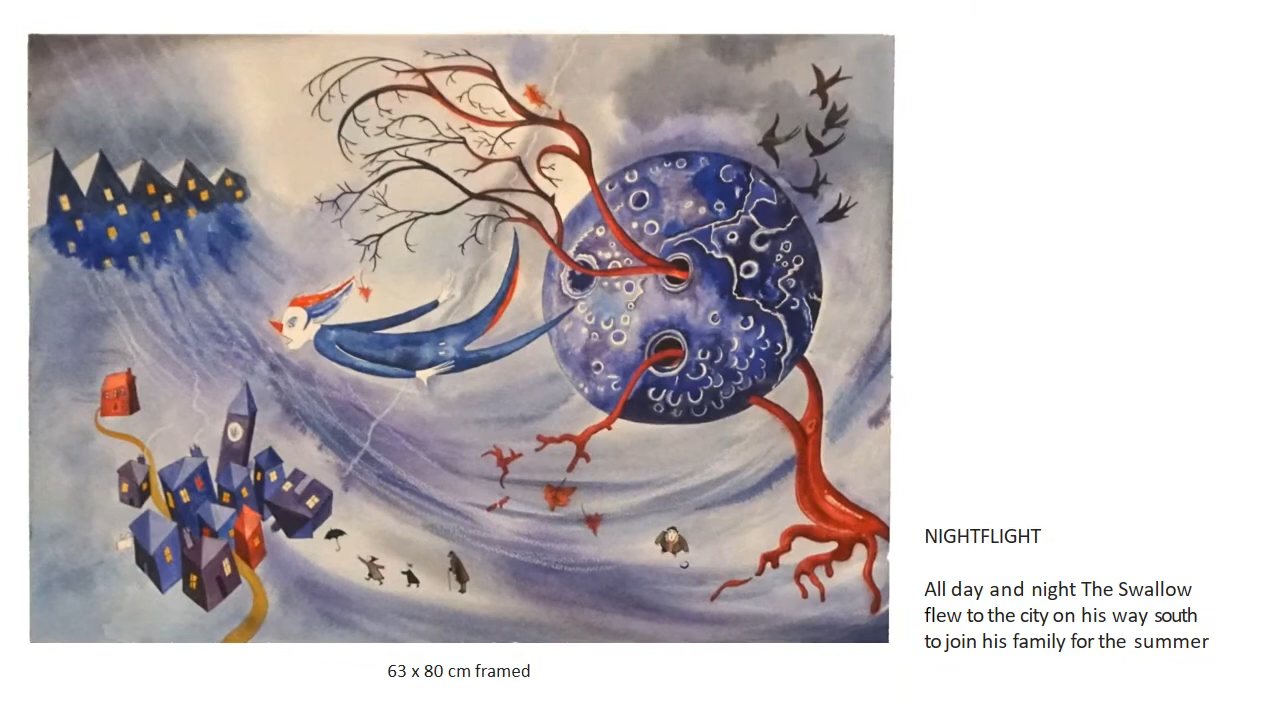 NIGHTFLIGHT
All day and night The Swallow
flew to the city on his way south
to join his family for the summer
63 x 80 cm framed